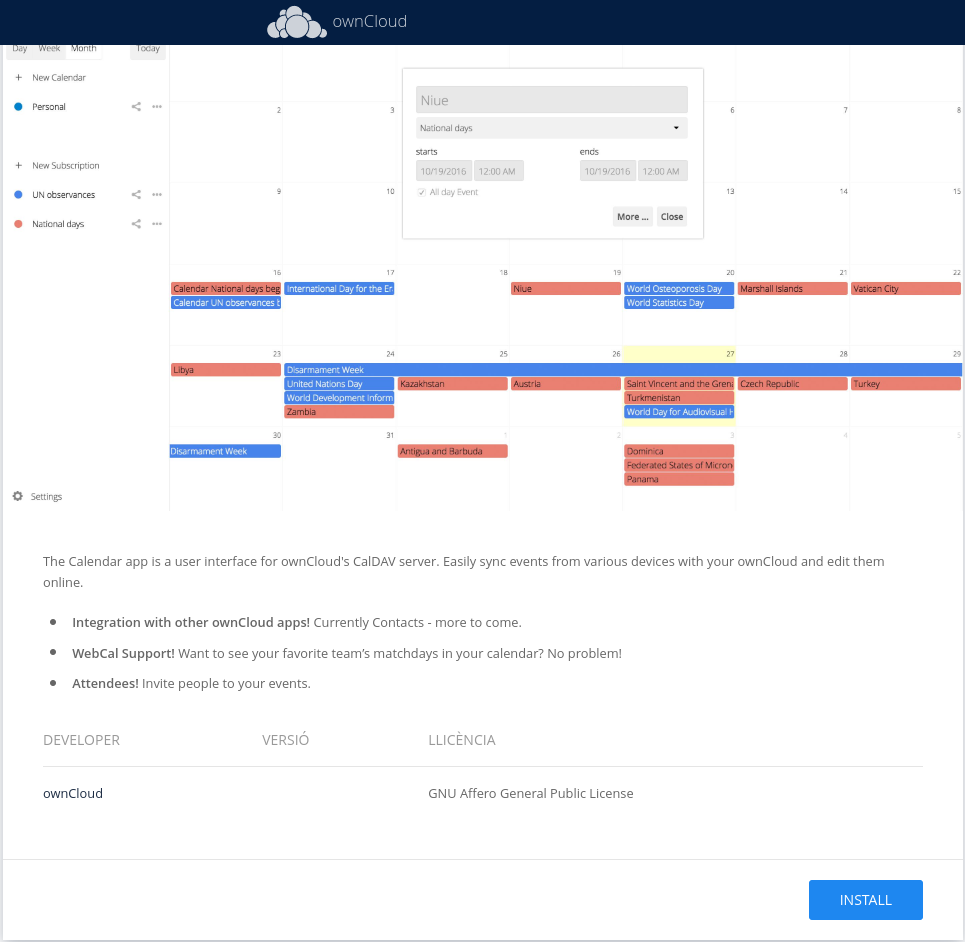 ownCloud
Day Week Month Today
+ New Calendar
Personal
+ New Subscription
UN observances
National days
Settings
Niue
National days
starts ends
10/19/2016 12:00 AM 10/19/2016 12:00 AM
All day Event
More ... Close
2 3 6 7 8
9 10 13 14 15
16 17 18 19 20 21 22
Calendar National days beg International Day for the Er Niue World Osteoporosis Day Marshall Islands Vatican City
Calendar UN observances b World Statistics Day
23 24 25 26 27 28 29
Libya Disarmament Week
United Nations Day Kazakhstan Austria Saint Vincent and the Grena Czech Republic Turkey
World Development Inform Turkmenistan
Zambia World Day for Audiovisual H
30 31 1 2 3 4 5
Disarmament Week Antigua and Barbuda Dominica
Federated States of Micron
Panama
The Calendar app is a user interface for ownCloud's CalDAV server. Easily sync events from various devices with your ownCloud and edit them
online.
• Integration with other ownCloud apps! Currently Contacts - more to come.
• WebCal Support! Want to see your favorite team's matchdays in your calendar? No problem!
• Attendees! Invite people to your events.
DEVELOPER VERSIÓ LLICÈNCIA
ownCloud GNU Affero General Public License
INSTALL